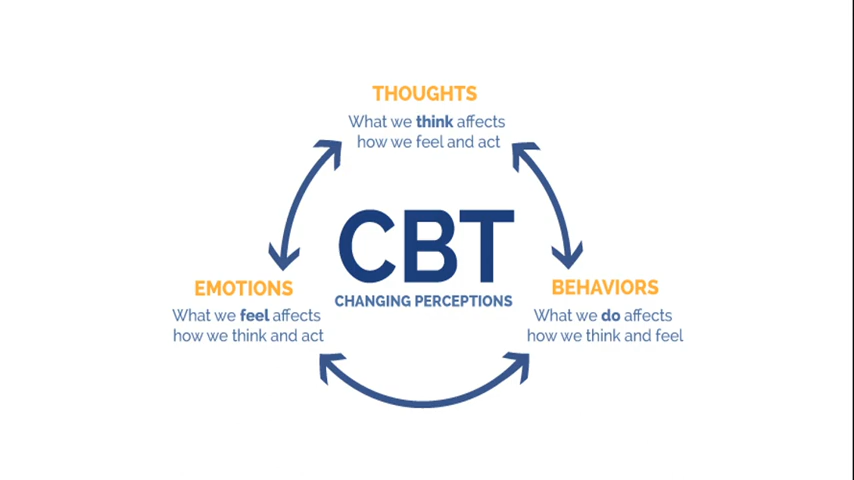 THOUGHTS
What we think affects
how we feel and act
CBT
CHANGING PERCEPTIONS
EMOTIONS
What we feel affects
how we think and act
BEHAVIORS
What we do affects
how we think and feel